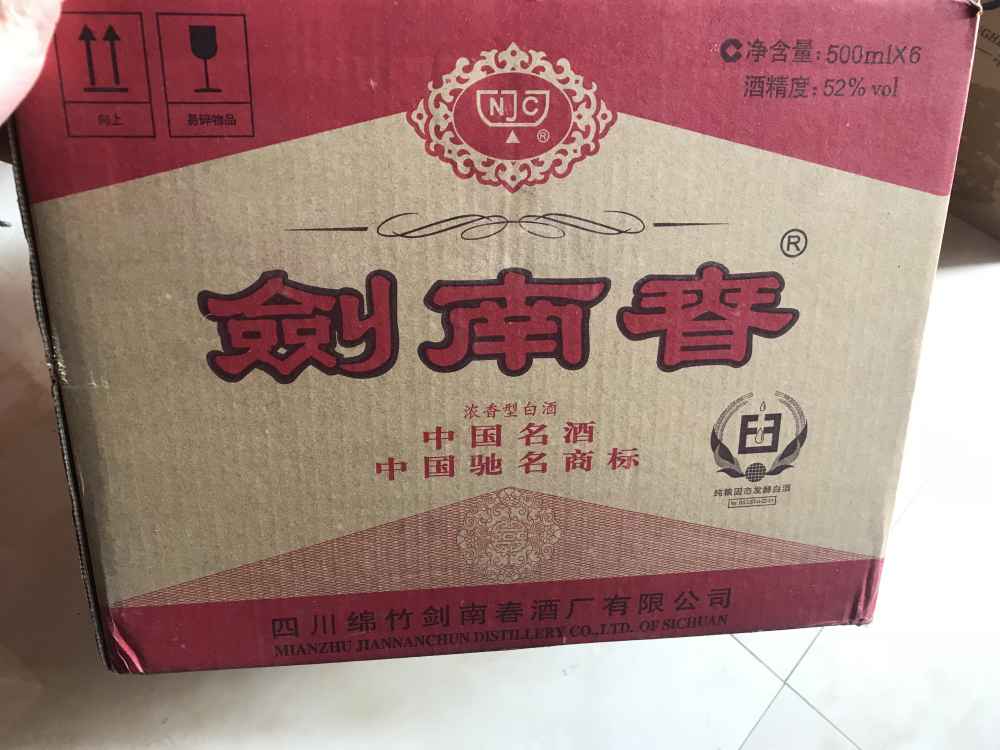 向上
易碎物品
C净含量:500mlX6
酒精度:52% vol
NJC
®
®
劍南春
浓香型白酒
中国名酒
中国驰名商标
纯粮固态发酵白酒
四川绵竹剑南春酒厂有限公司
MIANZHU JIANNANCHUN DISTILLERY CO.,LTD. OF SICHUAN